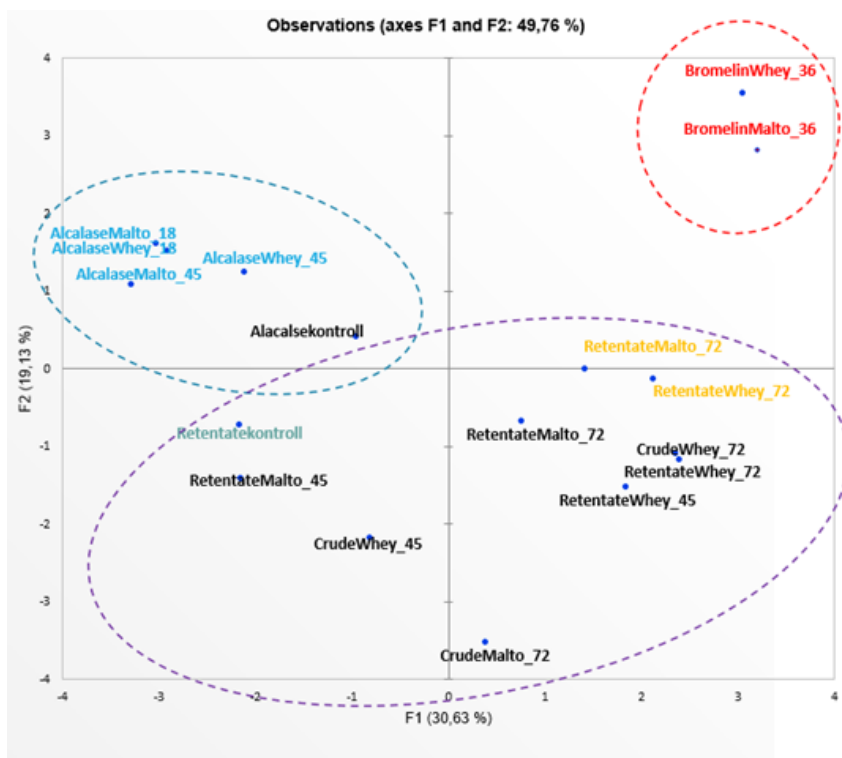 Observations (axes F1 and F2: 49,76 %)
4
BromelinWhey_36
3
BromelinMalto_36
2
AlcalaseMalto_18
AlcalaseWhey_18
AlcalaseWhey_45
AlcalaseMalto_45
1
Alacalsekontroll
RetentateMalto_72
0
RetentateWhey_72
Retentatekontroll
RetentateMalto_72
-1
CrudeWhey_72
RetentateWhey_72
RetentateMalto_45
RetentateWhey_45
-2
CrudeWhey_45
-3
CrudeMalto_72
-4
-4 -3 -2 -1 0 1 2 3 4
F1 (30,63 %)
F2 (19,13 %)